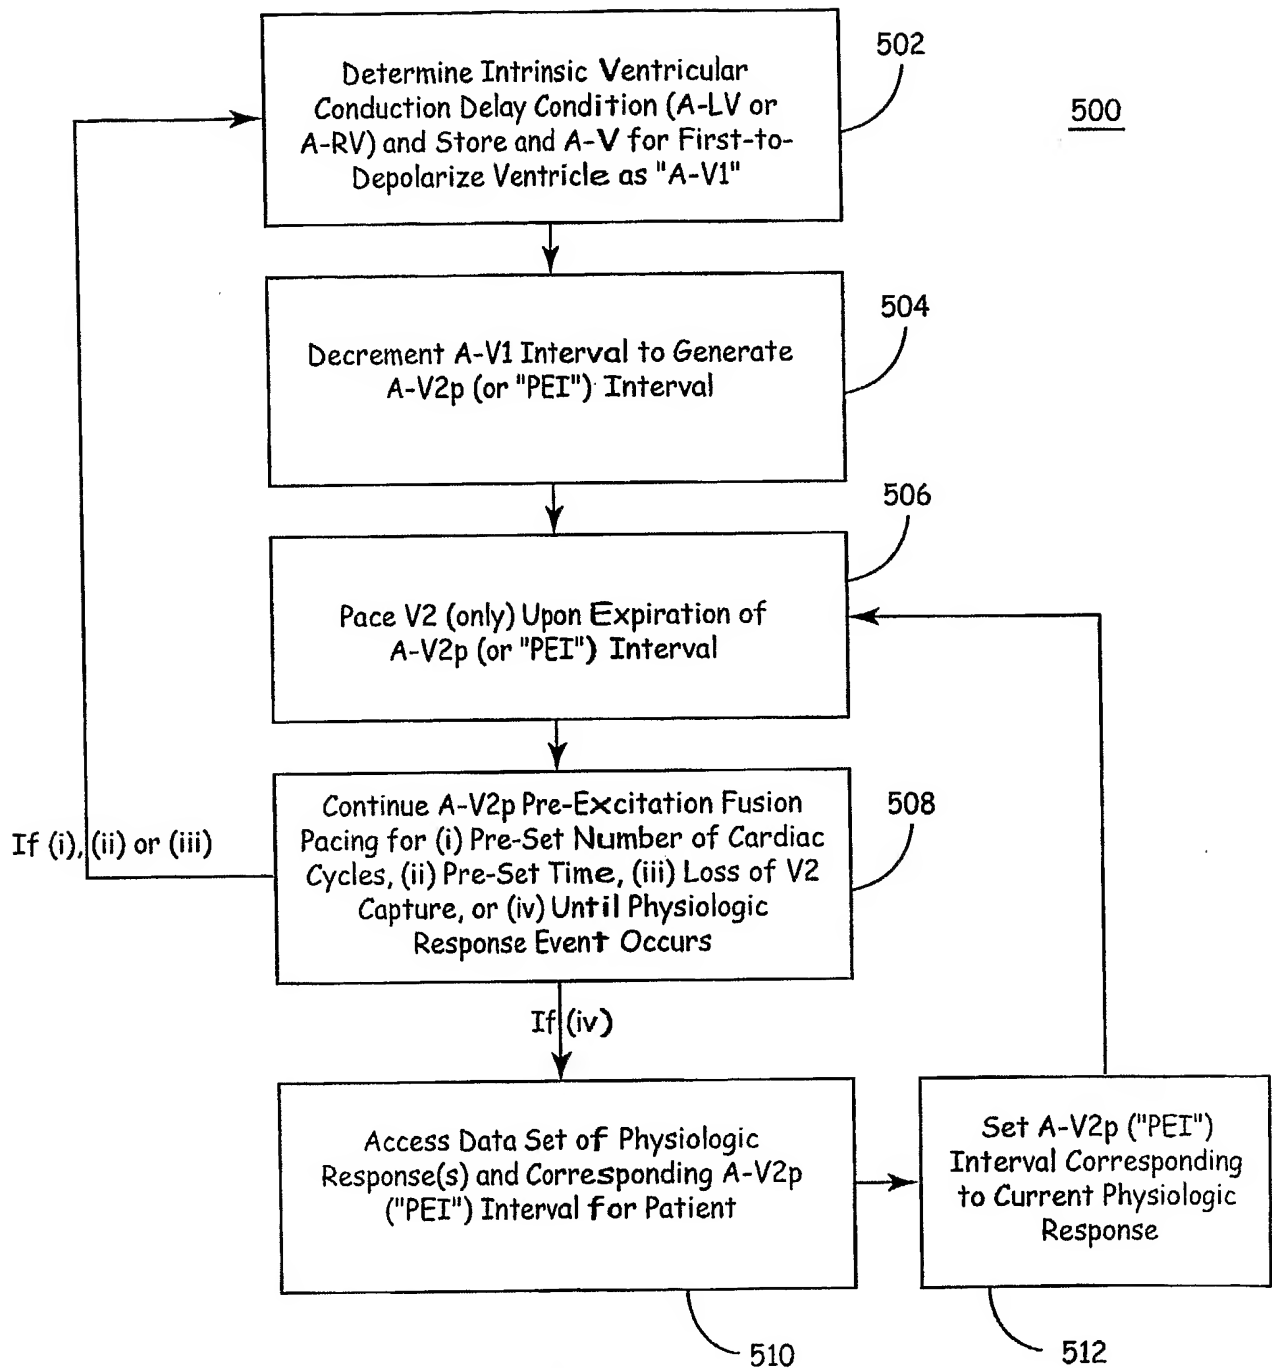 502
500
Determine Intrinsic Ventricular
Conduction Delay Condition (A-LV or
A-RV) and Store and A-V for First-to-
Depolarize Ventricle as "A-V1"
504
Decrement A-V1 Interval to Generate
A-V2p (or "PEI") Interval
506
Pace V2 (only) Upon Expiration of
A-V2p (or "PEI") Interval
508
Continue A-V2p Pre-Excitation Fusion
Pacing for (i) Pre-Set Number of Cardiac
Cycles, (ii) Pre-Set Time, (iii) Loss of V2
Capture, or (iv) Until Physiologic
Response Event Occurs
If (i), (ii) or (iii)
If (iv)
Access Data Set of Physiologic
Response(s) and Corresponding A-V2p
("PEI") Interval for Patient
510
Set A-V2p ("PEI")
Interval Corresponding
to Current Physiologic
Response
512